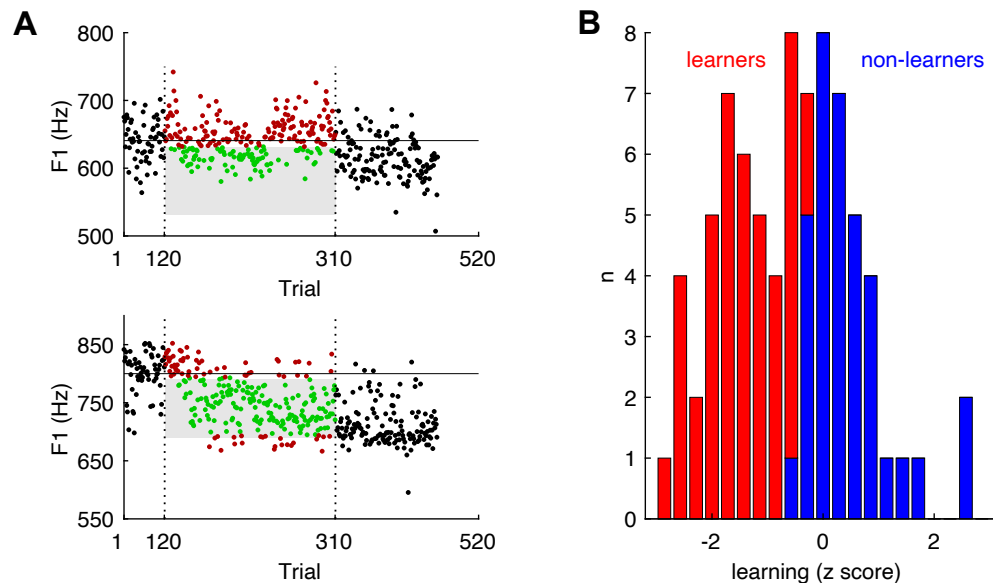 A
800
700
600
500
F1 (Hz)
1 120 310 520
Trial
850
750
650
550
F1 (Hz)
1 120 310 520
Trial
B
learners non-learners
8
7
6
5
4
3
2
1
0
n
-2 0 2
learning (z score)